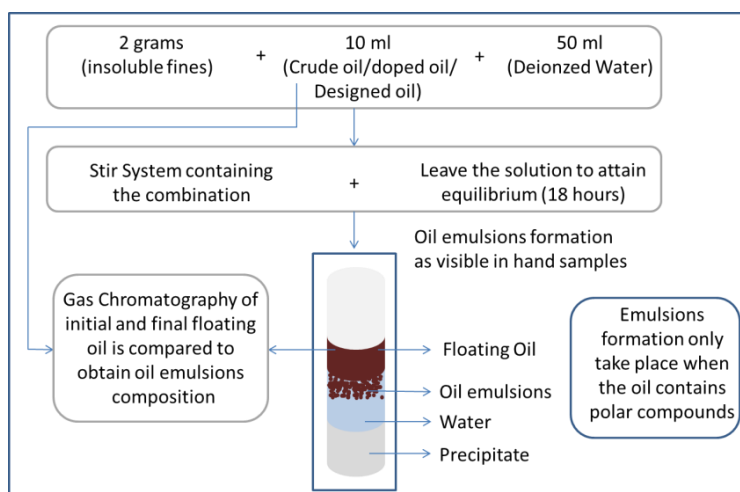 2 grams
(insoluble fines)
+
10 ml
(Crude oil/doped oil/
Designed oil)
+
50 ml
(Deionzed Water)
Stir System containing
the combination
+
Leave the solution to attain
equilibrium (18 hours)
Oil emulsions formation
as visible in hand samples
Gas Chromatography of
initial and final floating
oil is compared to
obtain oil emulsions
composition
Floating Oil
Oil emulsions
Water
Precipitate
Emulsions
formation only
take place when
the oil contains
polar compounds